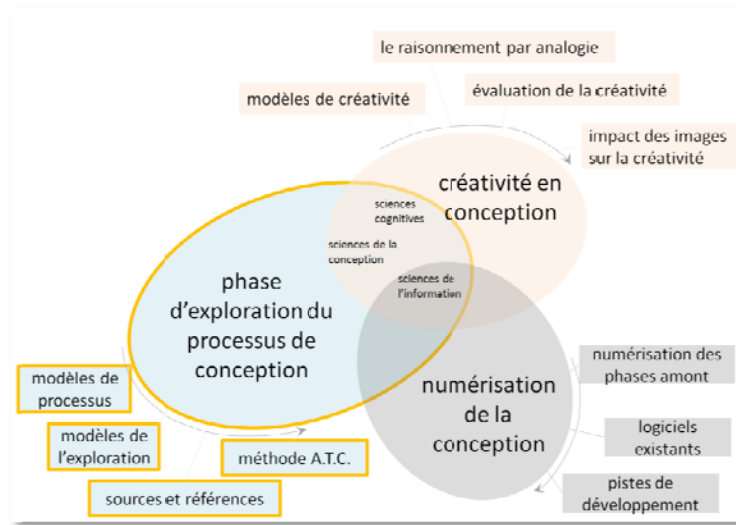 le raisonnement par analogie
modèles de créativité
évaluation de la créativité
impact des images
sur la créativité
créativité en
conception
sciences
cognitives
sciences de la
conception
sciences de
l'information
phase
d'exploration du
processus de
conception
modèles de
processus
modèles de
l'exploration
méthode A.T.C.
sources et références
numérisation
de la
conception
numérisation des
phases amont
logiciels
existants
pistes de
développement